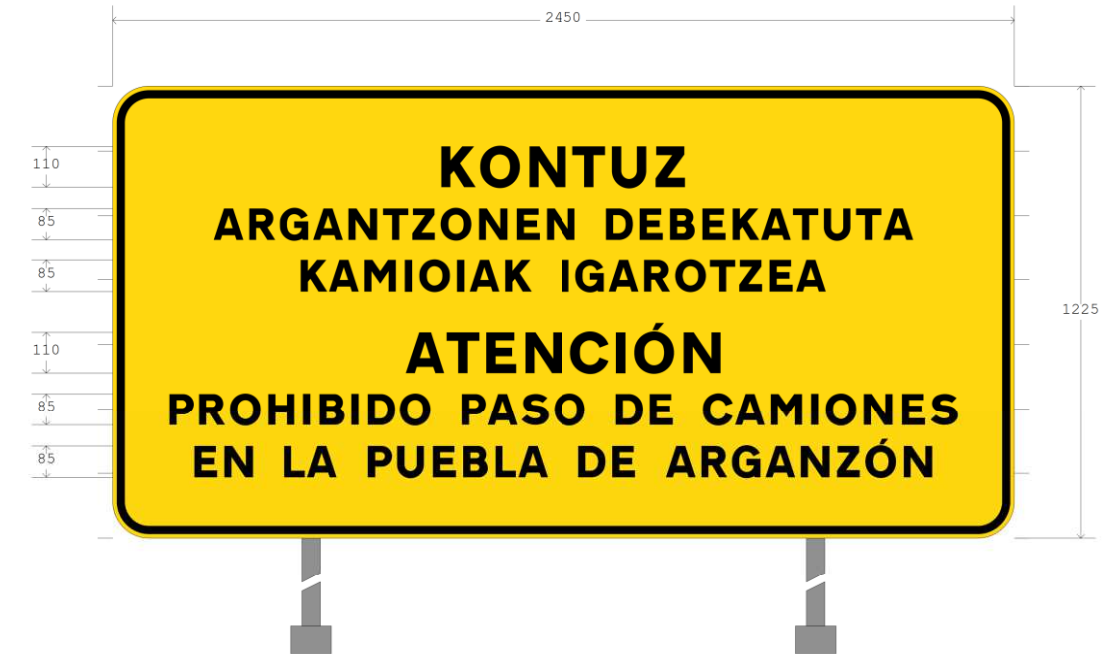 2450
KONTUZ
110
ARGANTZONEN DEBEKATUTA
85
KAMIOIAK IGAROTZEA
85
1225
ATENCIÓN
110
PROHIBIDO PASO DE CAMIONES
85
EN LA PUEBLA DE ARGANZÓN
85